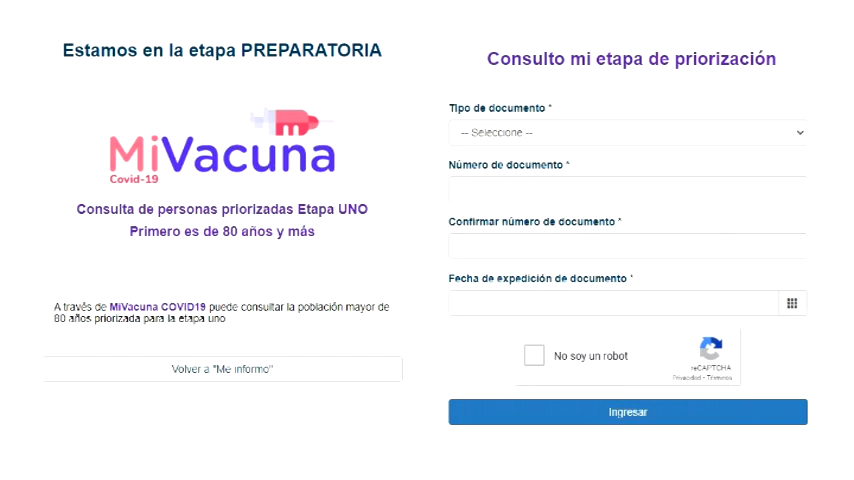 Estamos en la etapa PREPARATORIA
MiVacuna
Covid-19
Consulta de personas priorizadas Etapa UNO
Primero es de 80 años y más
A través de MiVacuna COVID19 puede consultar la población mayor de
80 años priorizada para la etapa uno
Volver a "Me informo"
Consulto mi etapa de priorización
Tipo de documento *
-- Seleccione --
Número de documento *
Confirmar número de documento *
Fecha de expedición de documento *
No soy un robot
reCAPTCHA
Privacidad - Términos
Ingresar